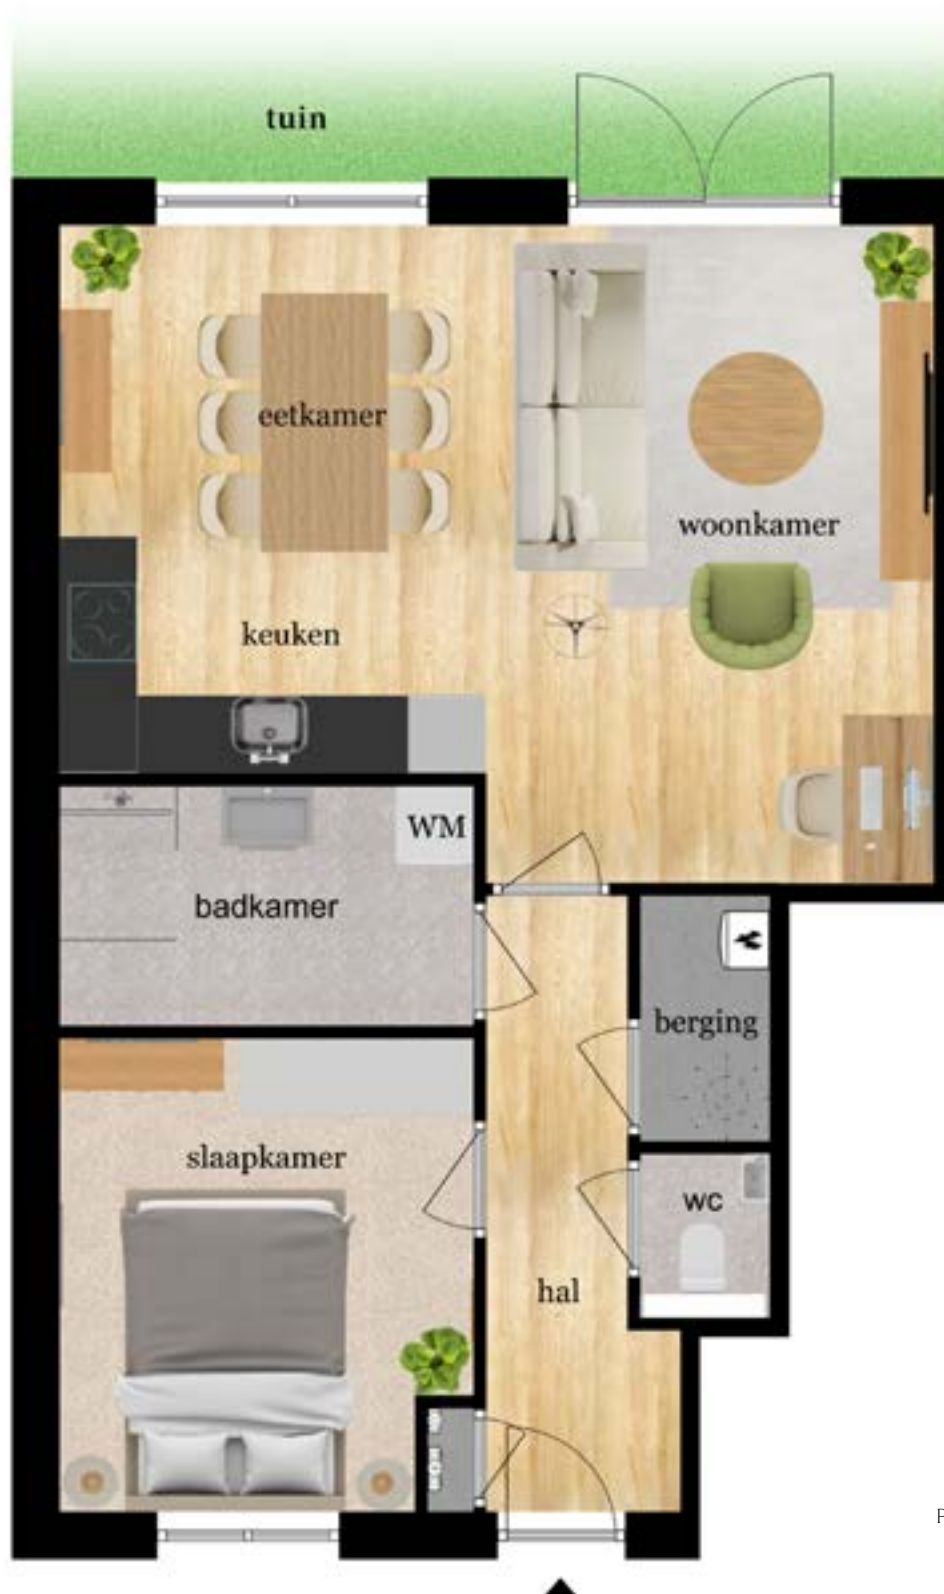 tuin
eetkamer
woonkamer
keuken
WM
badkamer
berging
slaapkamer
wc
hal
P